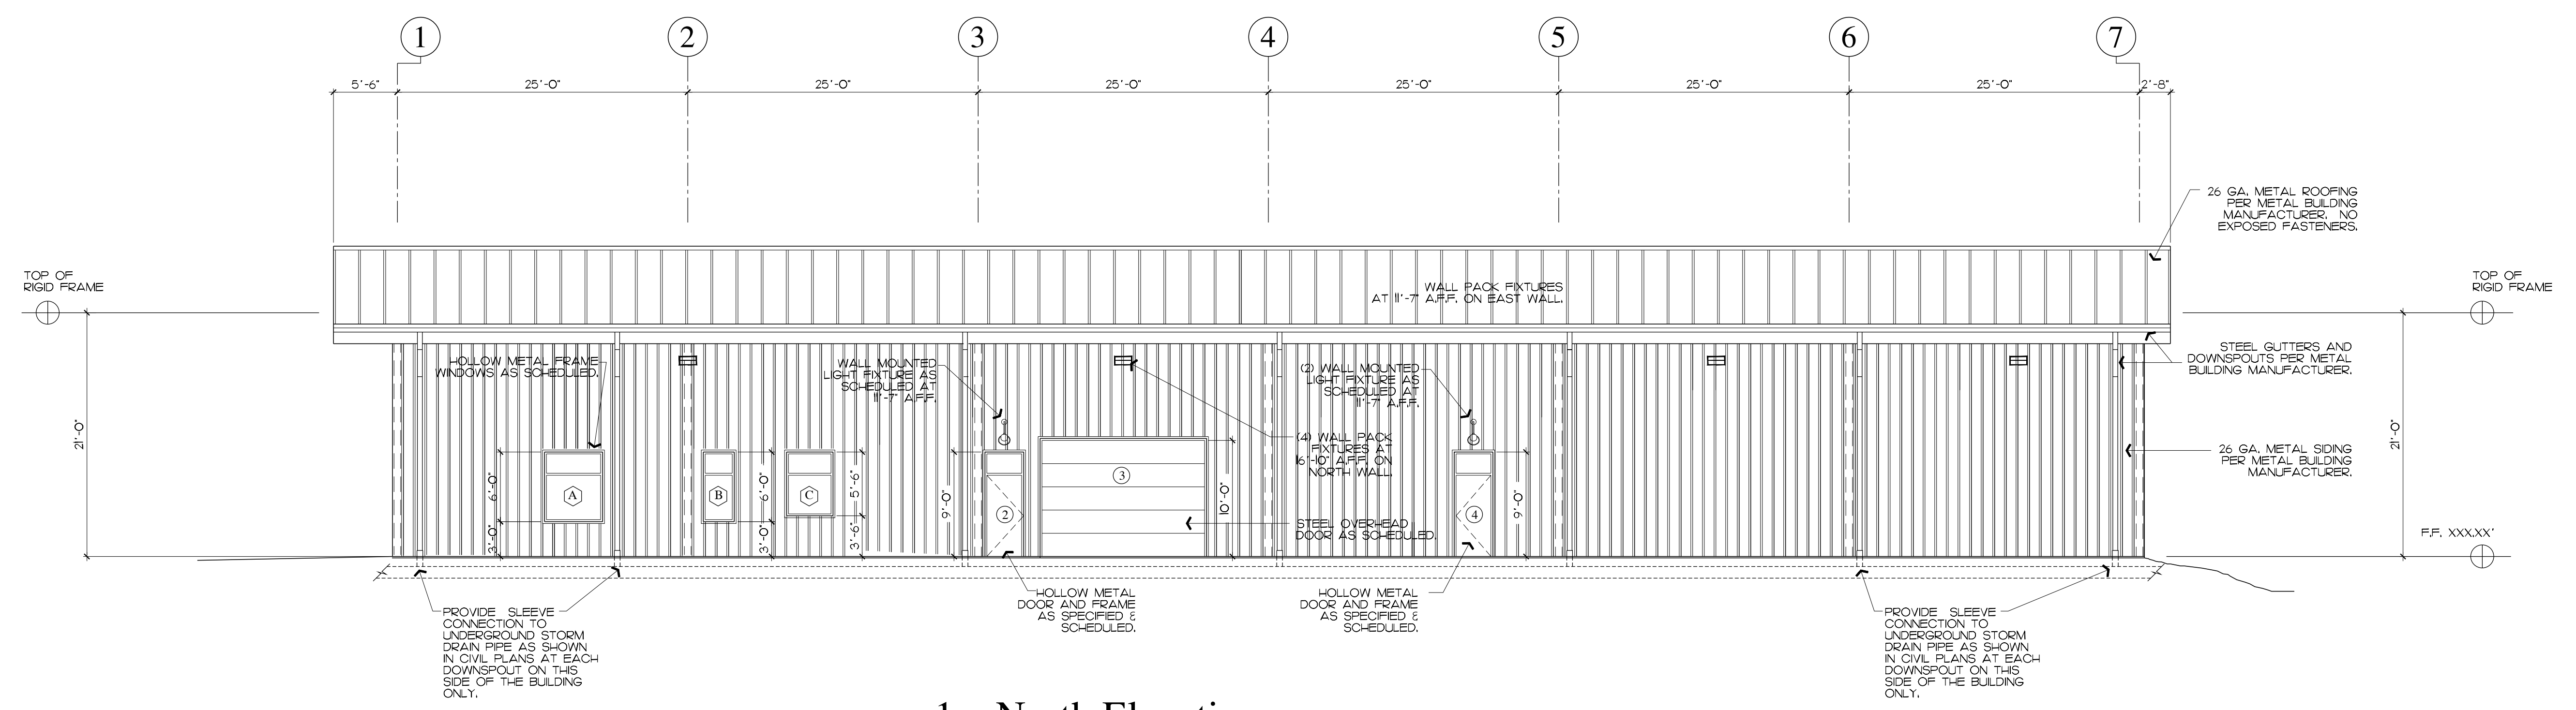 1
2
3
4
5
6
7
5'-6"
25'-0"
25'-0"
25'-0"
25'-0"
25'-0"
25'-0"
2'-8"
26 GA. METAL ROOFING
PER METAL BUILDING
MANUFACTURER. NO
EXPOSED FASTENERS.
TOP OF
RIGID FRAME
WALL PACK FIXTURES
AT 11'-7" A.F.F. ON EAST WALL.
TOP OF
RIGID FRAME
HOLLOW METAL FRAME
WINDOWS AS SCHEDULED.
WALL MOUNTED
LIGHT FIXTURE AS
SCHEDULED AT
11'-7" A.F.F.
(2) WALL MOUNTED
LIGHT FIXTURE AS
SCHEDULED AT
11'-7" A.F.F.
STEEL GUTTERS AND
DOWNSPOUTS PER METAL
BUILDING MANUFACTURER.
21'-0"
(4) WALL PACK
FIXTURES AT
16'-10" A.F.F. ON
NORTH WALL.
26 GA. METAL SIDING
PER METAL BUILDING
MANUFACTURER.
21'-0"
6'-0"
3'-0"
A
B
6'-0"
3'-0"
C
5'-6"
3'-6"
9'-0"
2
3
10'-0"
STEEL OVERHEAD
DOOR AS SCHEDULED.
4
9'-0"
F.F. XXX.XX'
PROVIDE SLEEVE
CONNECTION TO
UNDERGROUND STORM
DRAIN PIPE AS SHOWN
IN CIVIL PLANS AT EACH
DOWNSPOUT ON THIS
SIDE OF THE BUILDING
ONLY.
HOLLOW METAL
DOOR AND FRAME
AS SPECIFIED &
SCHEDULED.
HOLLOW METAL
DOOR AND FRAME
AS SPECIFIED &
SCHEDULED.
PROVIDE SLEEVE
CONNECTION TO
UNDERGROUND STORM
DRAIN PIPE AS SHOWN
IN CIVIL PLANS AT EACH
DOWNSPOUT ON THIS
SIDE OF THE BUILDING
ONLY.
1 North